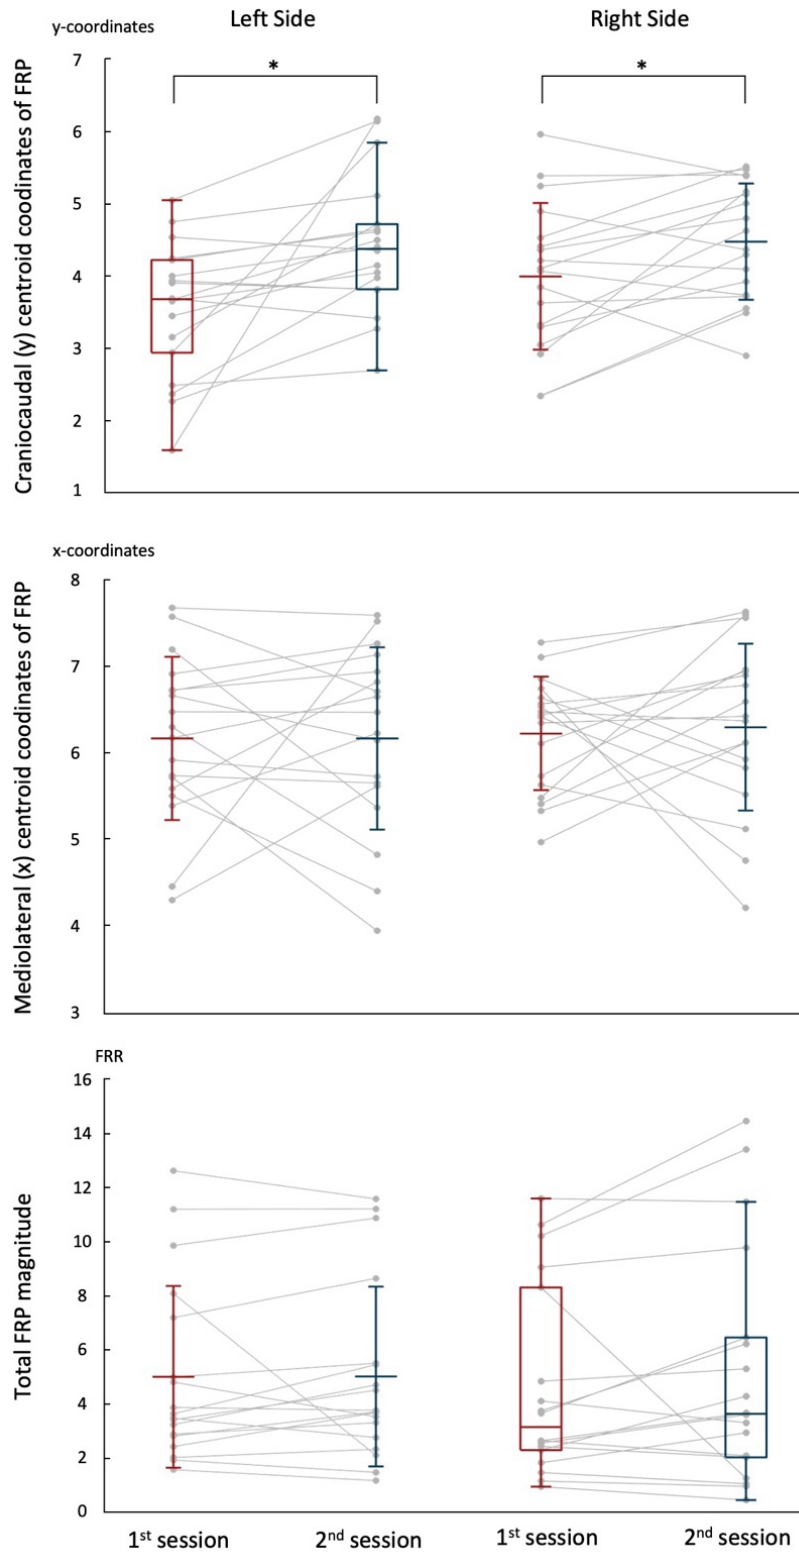 Left Side
Right Side
y-coordinates
Craniocaudal (y) centroid coodinates of FRP
7
6
5
4
3
2
1
*
*
x-coordinates
Mediolateral (x) centroid coodinates of FRP
8
7
6
5
4
3
FRR
Total FRP magnitude
16
14
12
10
8
6
4
2
0
1st session 2nd session 1st session 2nd session